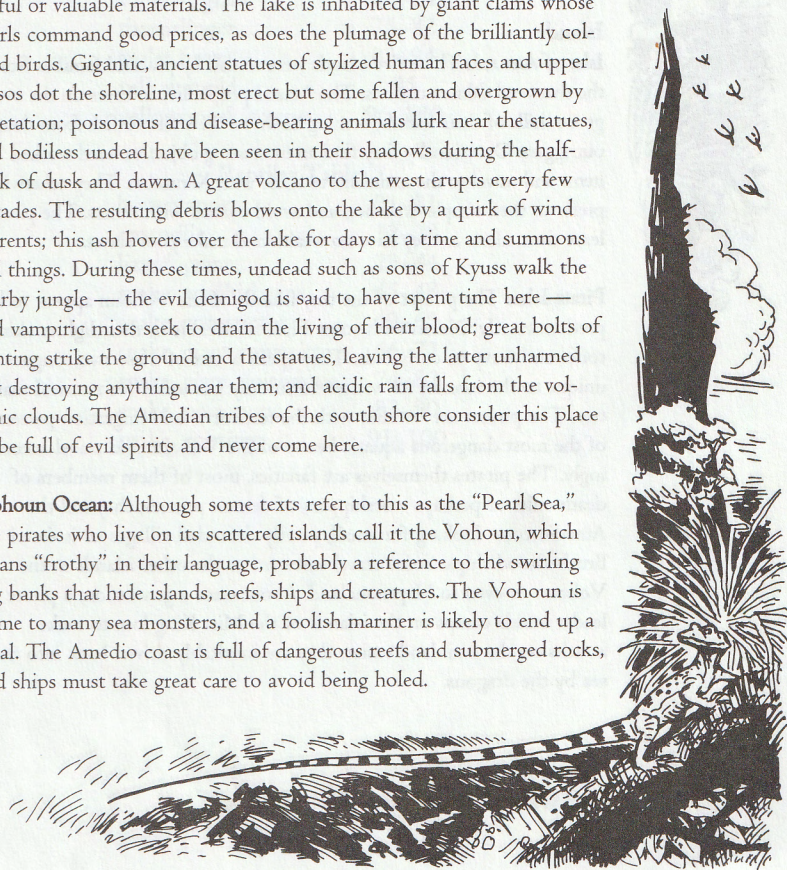 ful or valuable materials. The lake is inhabited by giant clams whose
rls command good prices, as does the plumage of the brilliantly col-
d birds. Gigantic, ancient statues of stylized human faces and upper
sos dot the shoreline, most erect but some fallen and overgrown by
etation; poisonous and disease-bearing animals lurk near the statues,
d bodiless undead have been seen in their shadows during the half-
k of dusk and dawn. A great volcano to the west erupts every few
ades. The resulting debris blows onto the lake by a quirk of wind
rents; this ash hovers over the lake for days at a time and summons
things. During these times, undead such as sons of Kyuss walk the
arby jungle — the evil demigod is said to have spent time here —
d vampiric mists seek to drain the living of their blood; great bolts of
hting strike the ground and the statues, leaving the latter unharmed
t destroying anything near them; and acidic rain falls from the vol-
nic clouds. The Amedian tribes of the south shore consider this place
be full of evil spirits and never come here.
ohoun Ocean: Although some texts refer to this as the “Pearl Sea,”
pirates who live on its scattered islands call it the Vohoun, which
ans “frothy” in their language, probably a reference to the swirling
g banks that hide islands, reefs, ships and creatures. The Vohoun is
me to many sea monsters, and a foolish mariner is likely to end up a
al. The Amedio coast is full of dangerous reefs and submerged rocks,
d ships must take great care to avoid being holed.